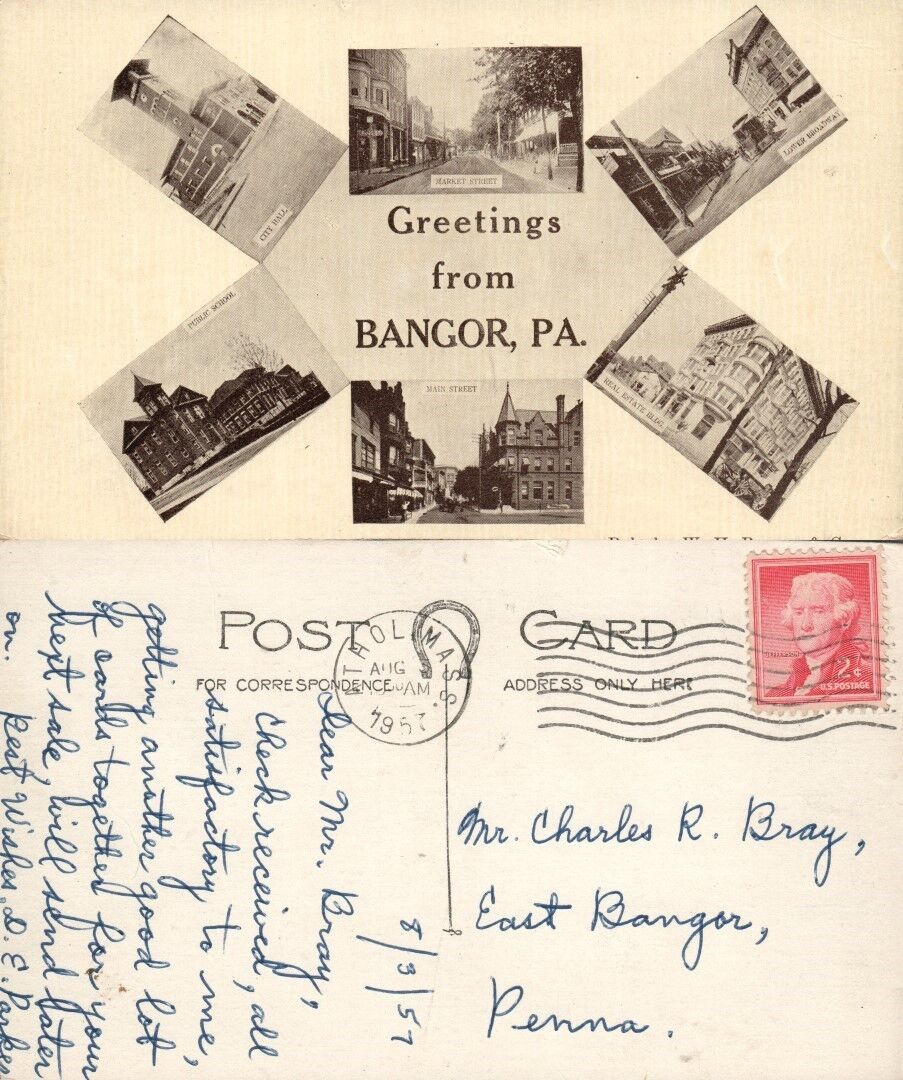 CITY HALL
MARKET STREET
LOWER BROADWAY
Greetings
from
BANGOR, PA.
PUBLIC SCHOOL
MAIN STREET
REAL ESTATE BLDG.
POST CARD
FOR CORRESPONDENCE
ADDRESS ONLY HERE
ATHOL MASS.
AUG
AM
1957
JEFFERSON
2¢
U.S. POSTAGE
8/3/57
Dear Mr. Bray,
Check received, all
satisfactory to me,
getting another good lot
of cards together for your
next sale, will send later
on.
Best Wishes, D. E. Parker
Mr. Charles R. Bray,
East Bangor,
Penna.